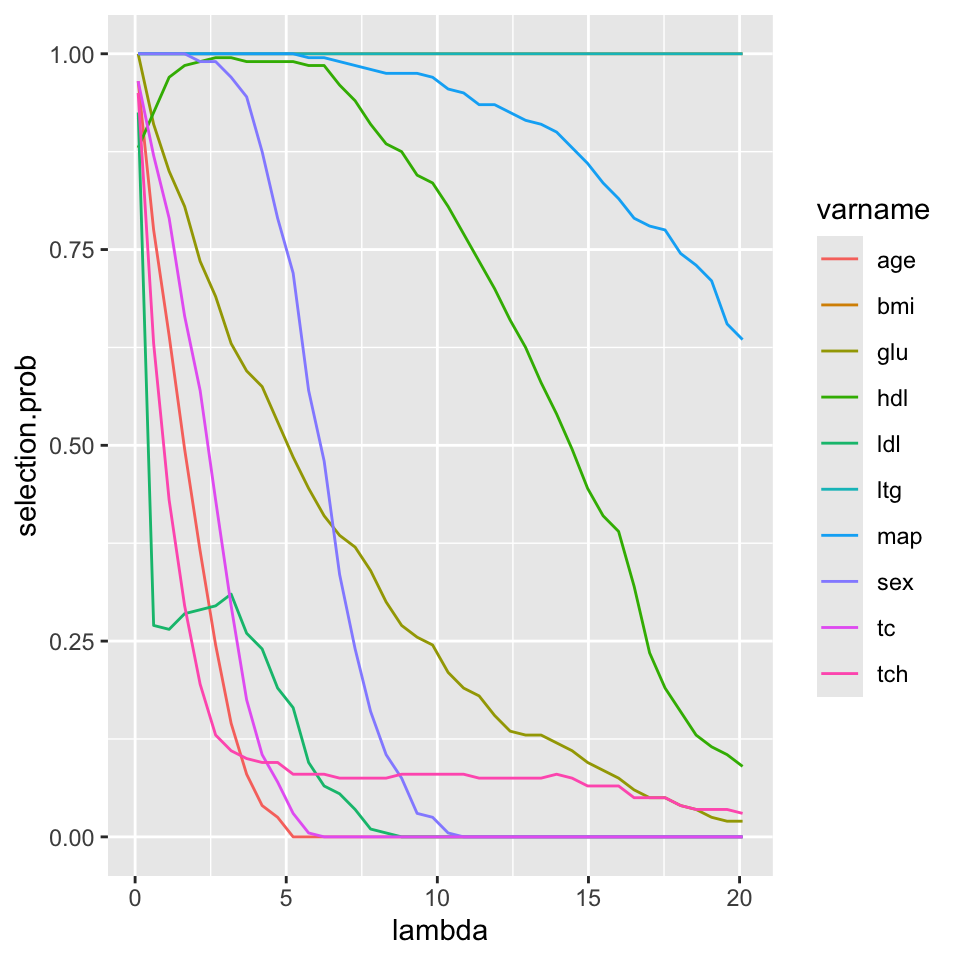 1.00
0.75
0.50
0.25
0.00
selection.prob
0
5
10
15
20
lambda
varname
age
bmi
glu
hdl
ldl
ltg
map
sex
tc
tch